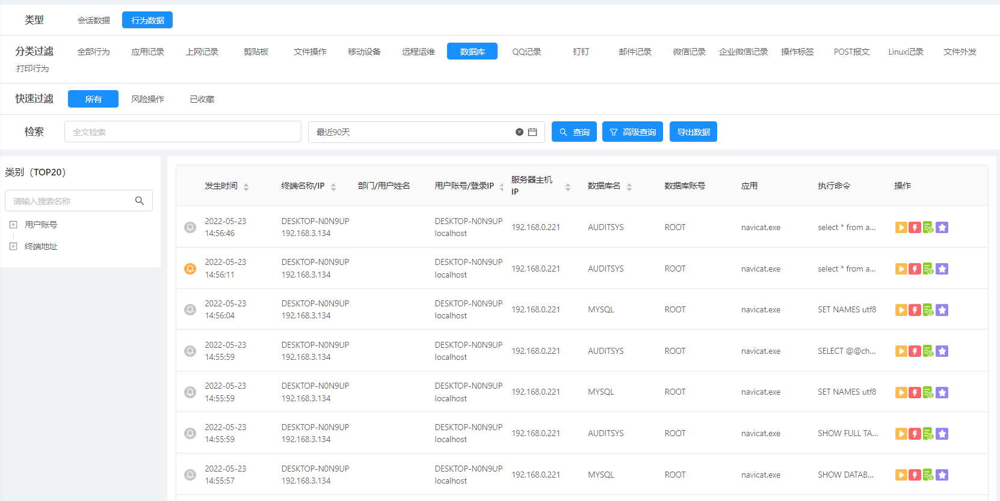 类型 会话数据 行为数据
分类过滤 全部行为 应用记录 上网记录 剪贴板 文件操作 移动设备 远程运维 数据库 QQ记录 钉钉 邮件记录 微信记录 企业微信记录 操作标签 POST报文 Linux记录 文件外发
打印行为
快速过滤 所有 风险操作 已收藏
检索 全文检索 最近90天 查询 高级查询 导出数据
类别（TOP20）
请输入搜索名称
用户账号
终端地址
发生时间 终端名称/IP 部门/用户姓名 用户账号/登录IP 服务器主机 数据库名 数据库账号 应用 执行命令 操作
IP
2022-05-23 DESKTOP-N0N9UP DESKTOP-N0N9UP
14:56:46 192.168.3.134 localhost 192.168.0.221 AUDITSYS ROOT navicat.exe select * from a...
2022-05-23 DESKTOP-N0N9UP DESKTOP-N0N9UP
14:56:11 192.168.3.134 localhost 192.168.0.221 AUDITSYS ROOT navicat.exe select * from a...
2022-05-23 DESKTOP-N0N9UP DESKTOP-N0N9UP
14:56:04 192.168.3.134 localhost 192.168.0.221 MYSQL ROOT navicat.exe SET NAMES utf8
2022-05-23 DESKTOP-N0N9UP DESKTOP-N0N9UP
14:55:59 192.168.3.134 localhost 192.168.0.221 AUDITSYS ROOT navicat.exe SELECT @@ch...
2022-05-23 DESKTOP-N0N9UP DESKTOP-N0N9UP
14:55:59 192.168.3.134 localhost 192.168.0.221 MYSQL ROOT navicat.exe SET NAMES utf8
2022-05-23 DESKTOP-N0N9UP DESKTOP-N0N9UP
14:55:59 192.168.3.134 localhost 192.168.0.221 AUDITSYS ROOT navicat.exe SHOW FULL TA...
2022-05-23 DESKTOP-N0N9UP DESKTOP-N0N9UP
14:55:57 192.168.3.134 localhost 192.168.0.221 MYSQL ROOT navicat.exe SHOW DATAB...